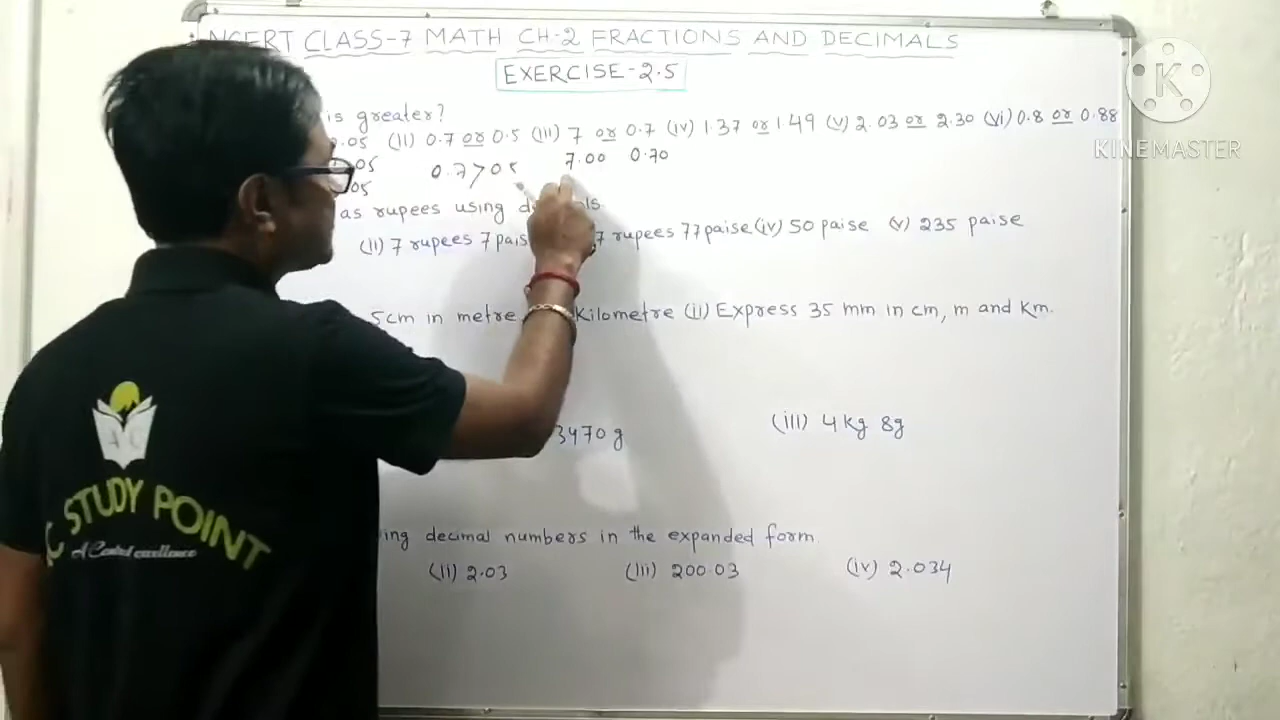 NCERT CLASS-7 MATH CH-2 FRACTIONS AND DECIMALS
EXERCISE-2.5
is greater?
0.05 (ii) 0.7 or 0.5 (iii) 7 or 0.7 (iv) 1.37 or 1.49 (v) 2.03 or 2.30 (vi) 0.8 or 0.88
05 0.7>05 7.00 0.70
05
as rupees using
(ii) 7 rupees 7 7 rupees 77 paise (iv) 50 paise (v) 235 paise
5cm in metre Kilometre (ii) Express 35 mm in cm, m and km.
3470 g (iii) 4 kg 8g
ing decimal numbers in the expanded form.
(ii) 2.03 (iii) 200.03 (iv) 2.034
K
KINEMASTER
AC
C STUDY POINT